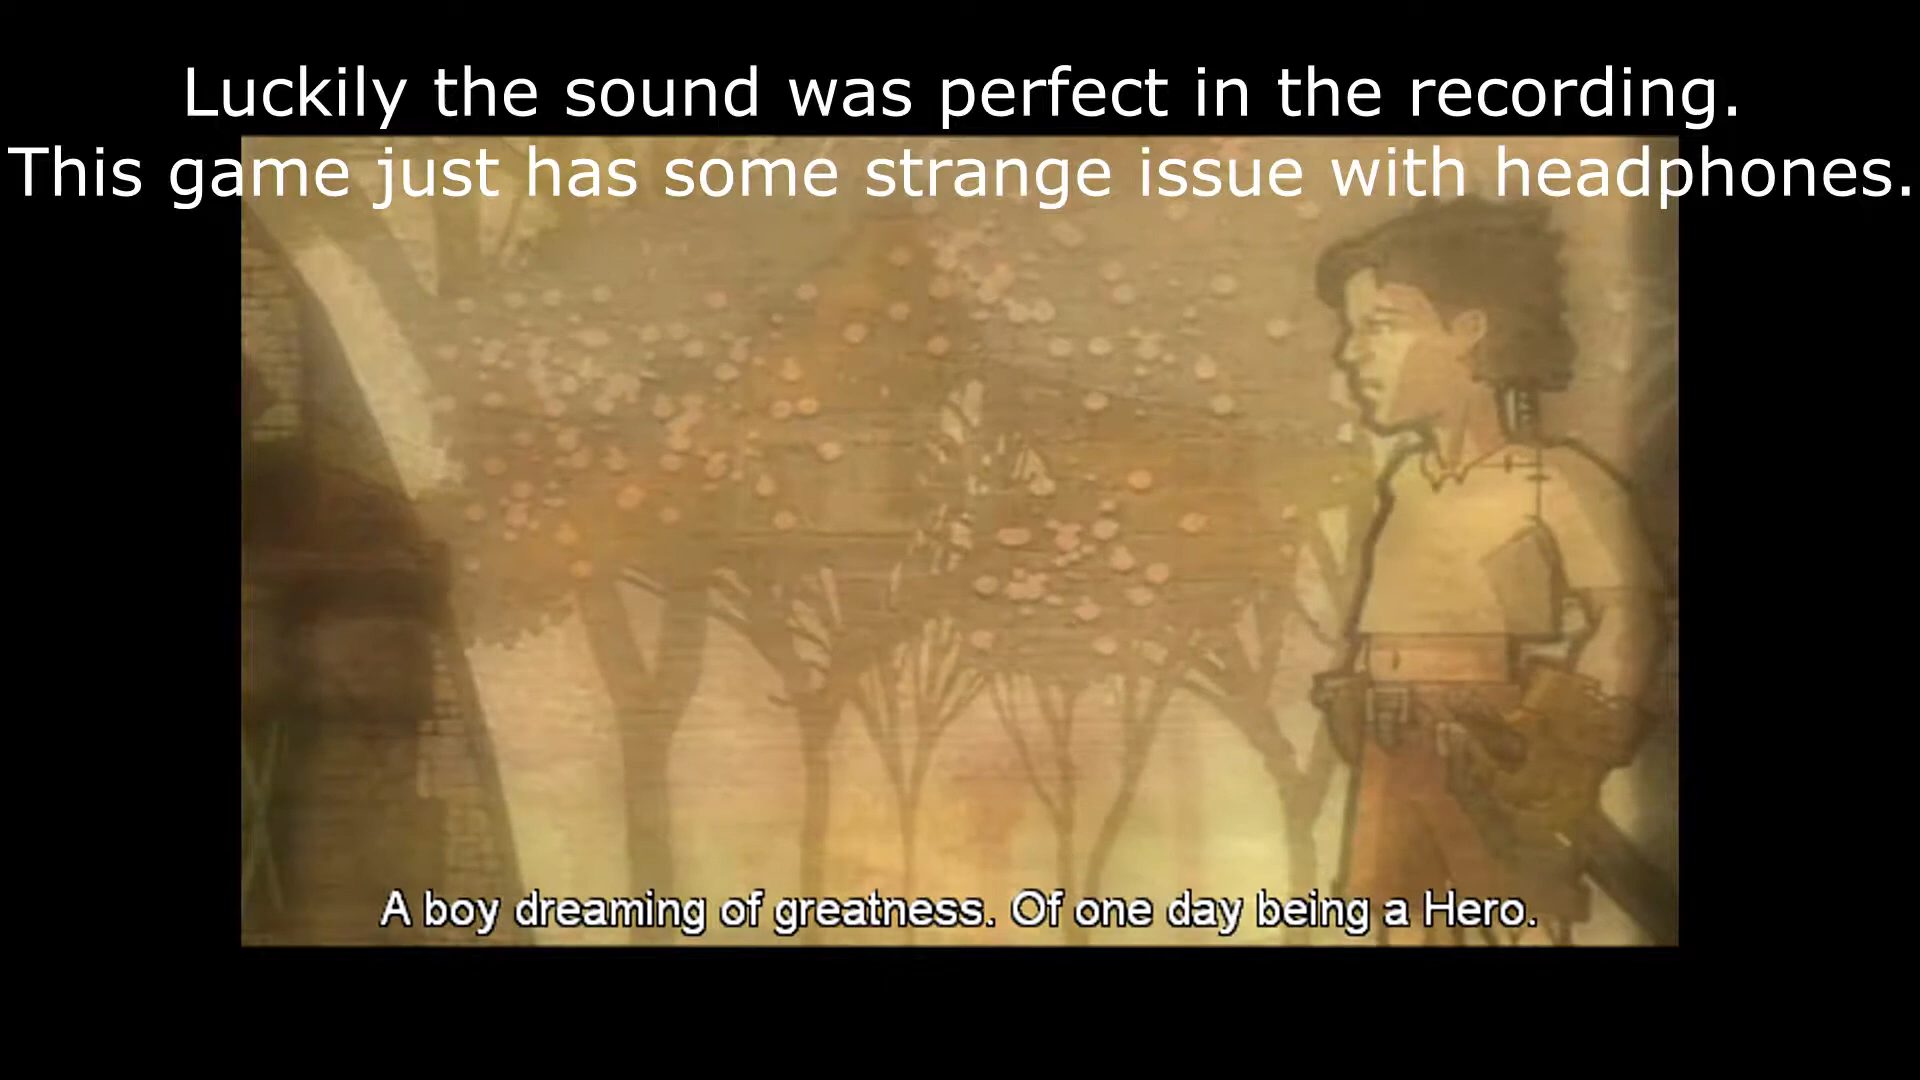 Luckily the sound was perfect in the recording.
This game just has some strange issue with headphones.
A boy dreaming of greatness. Of one day being a Hero.